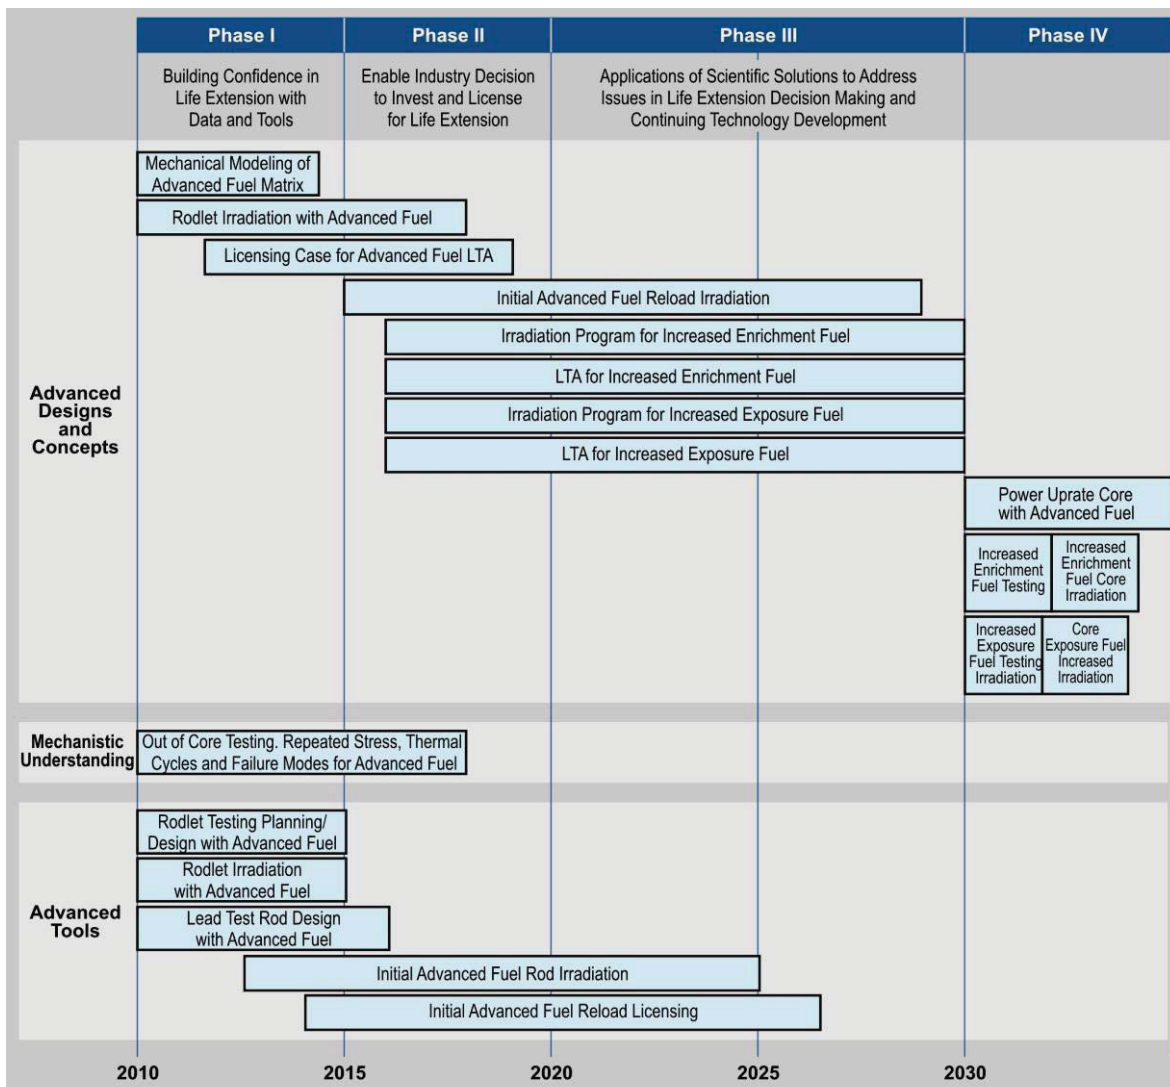 Phase I
Phase II
Phase III
Phase IV
Building Confidence in
Life Extension with
Data and Tools
Enable Industry Decision
to Invest and License
for Life Extension
Applications of Scientific Solutions to Address
Issues in Life Extension Decision Making and
Continuing Technology Development
Advanced
Designs
and
Concepts
Mechanical Modeling of
Advanced Fuel Matrix
Rodlet Irradiation with Advanced Fuel
Licensing Case for Advanced Fuel LTA
Initial Advanced Fuel Reload Irradiation
Irradiation Program for Increased Enrichment Fuel
LTA for Increased Enrichment Fuel
Irradiation Program for Increased Exposure Fuel
LTA for Increased Exposure Fuel
Power Uprate Core
with Advanced Fuel
Increased
Enrichment
Fuel Testing
Increased
Enrichment
Fuel Core
Irradiation
Increased
Exposure
Fuel Testing
Irradiation
Core
Exposure Fuel
Increased
Irradiation
Mechanistic
Understanding
Out of Core Testing. Repeated Stress, Thermal
Cycles and Failure Modes for Advanced Fuel
Advanced
Tools
Rodlet Testing Planning/
Design with Advanced Fuel
Rodlet Irradiation
with Advanced Fuel
Lead Test Rod Design
with Advanced Fuel
Initial Advanced Fuel Rod Irradiation
Initial Advanced Fuel Reload Licensing
2010
2015
2020
2025
2030